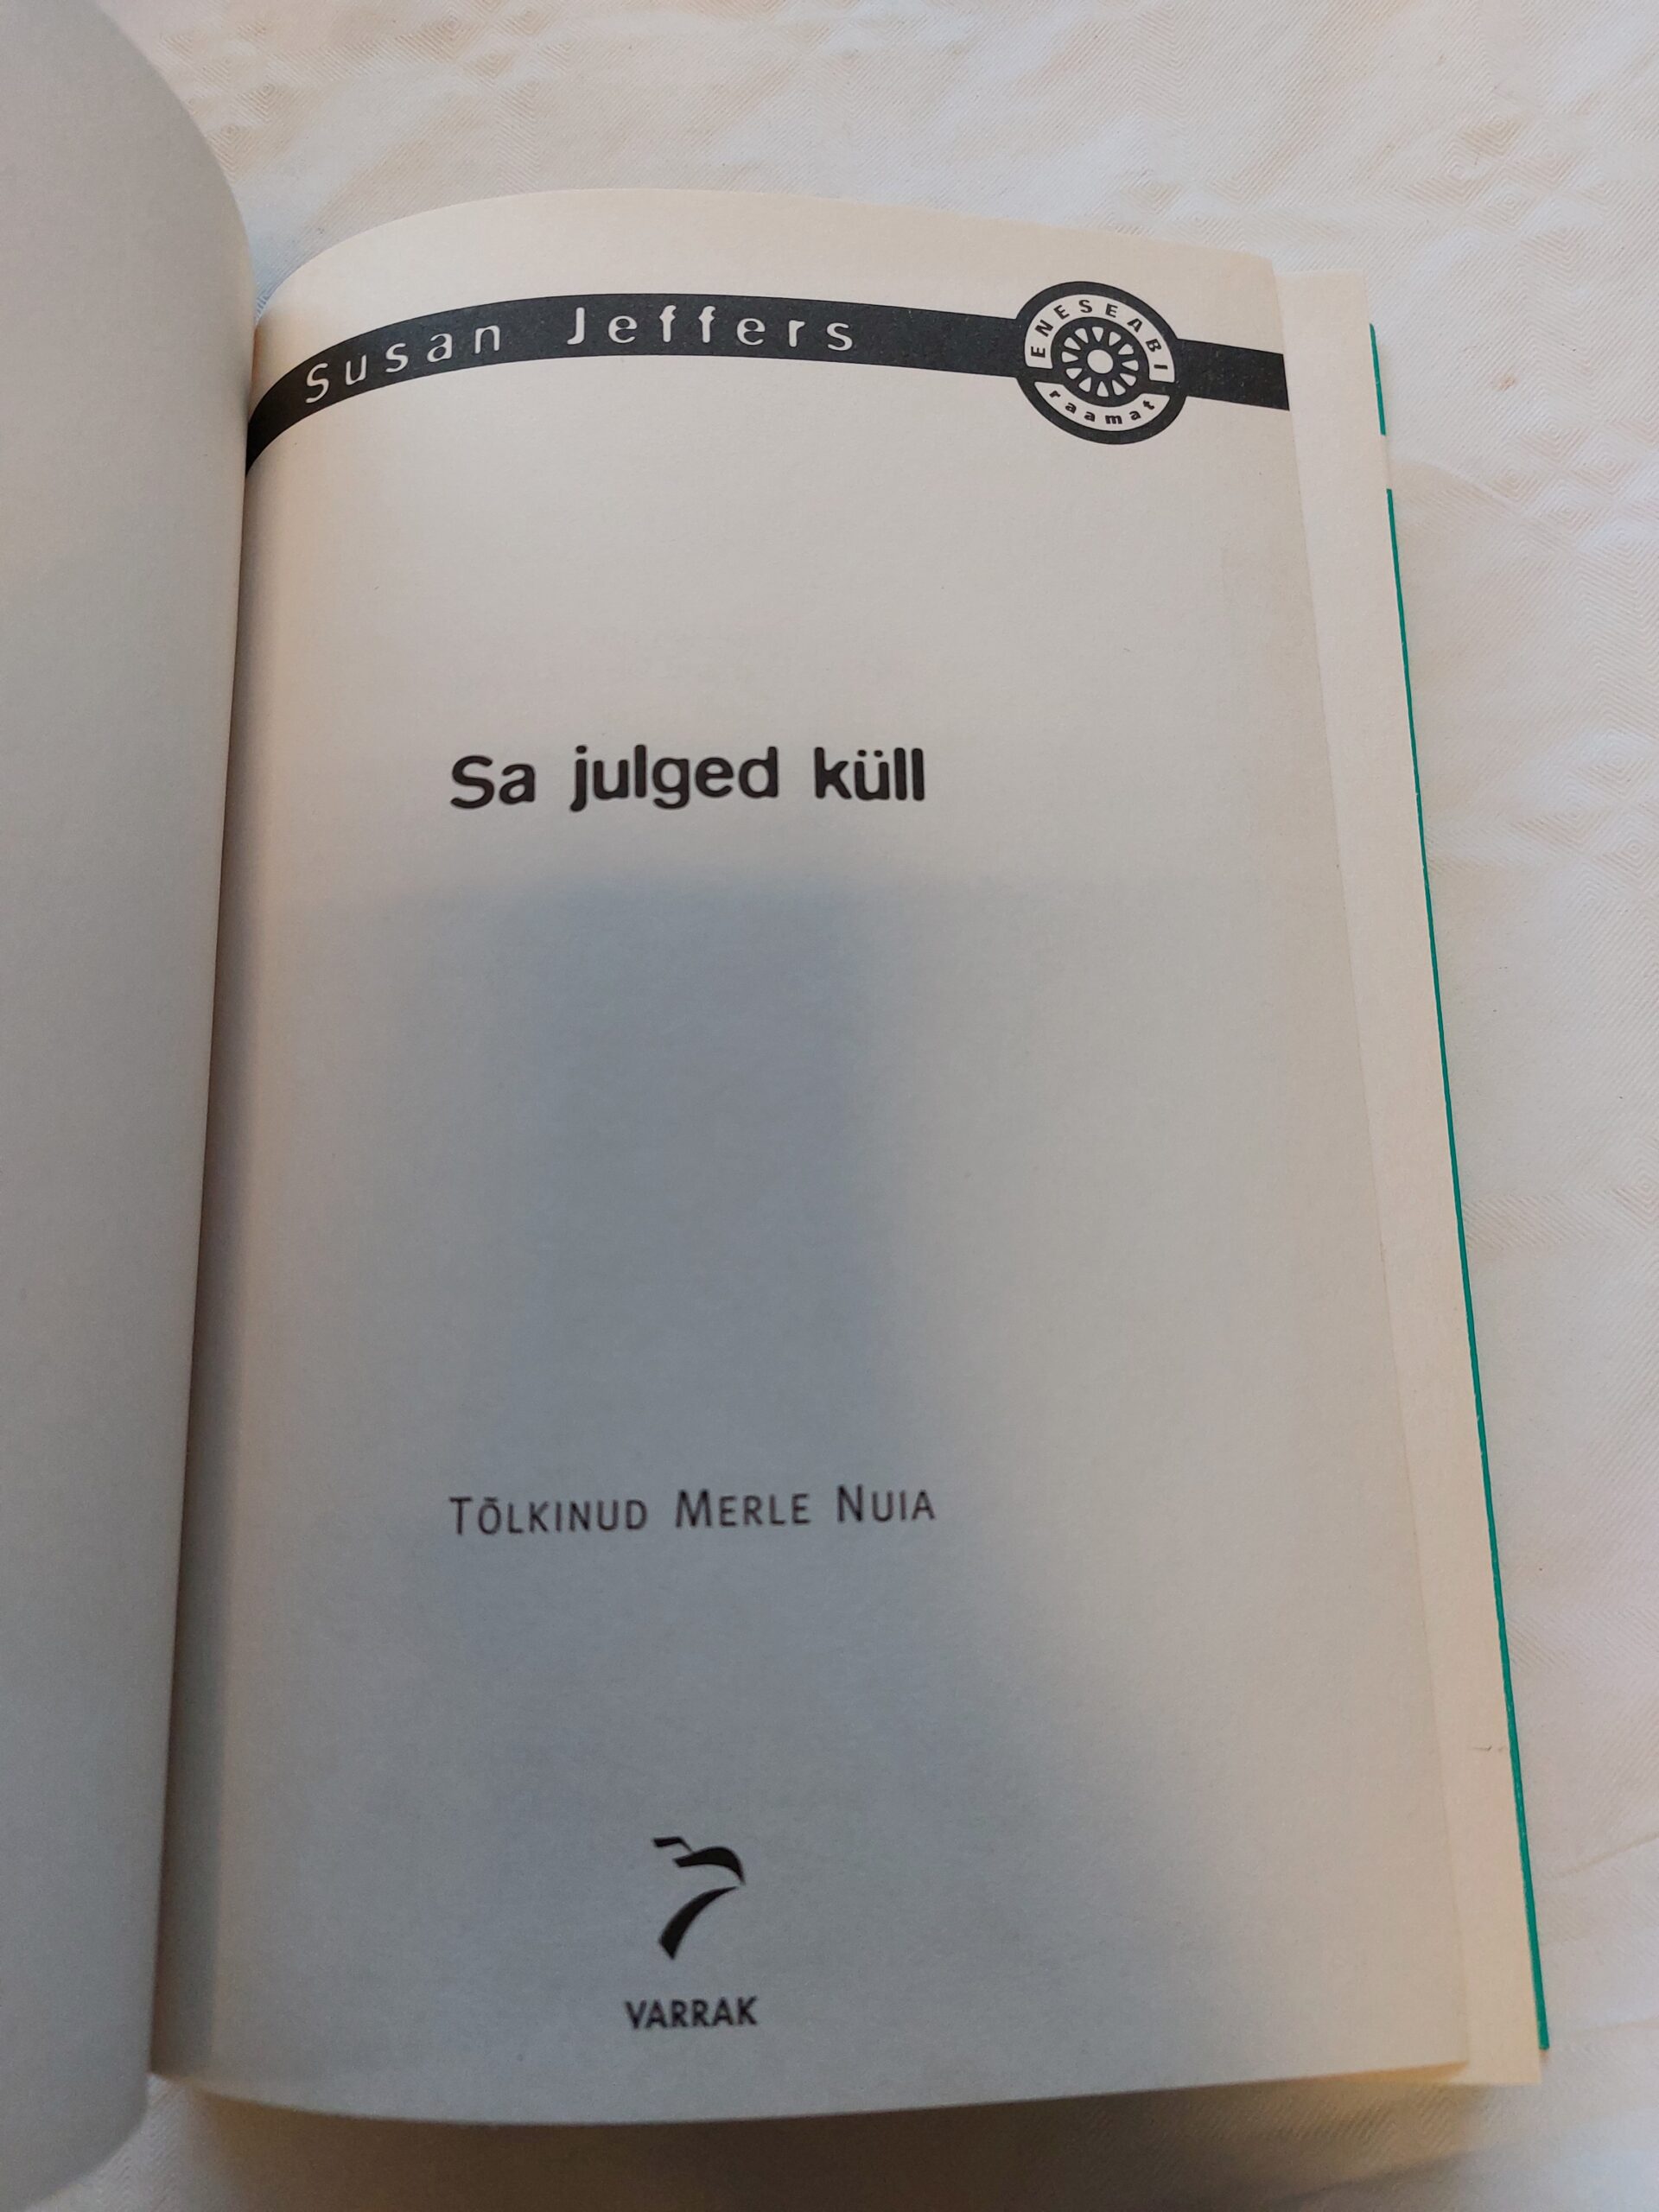 Susan Jeffers
ENESEABI
raamat
Sa julged küll
TÕLKINUD MERLE NUIA
VARRAK